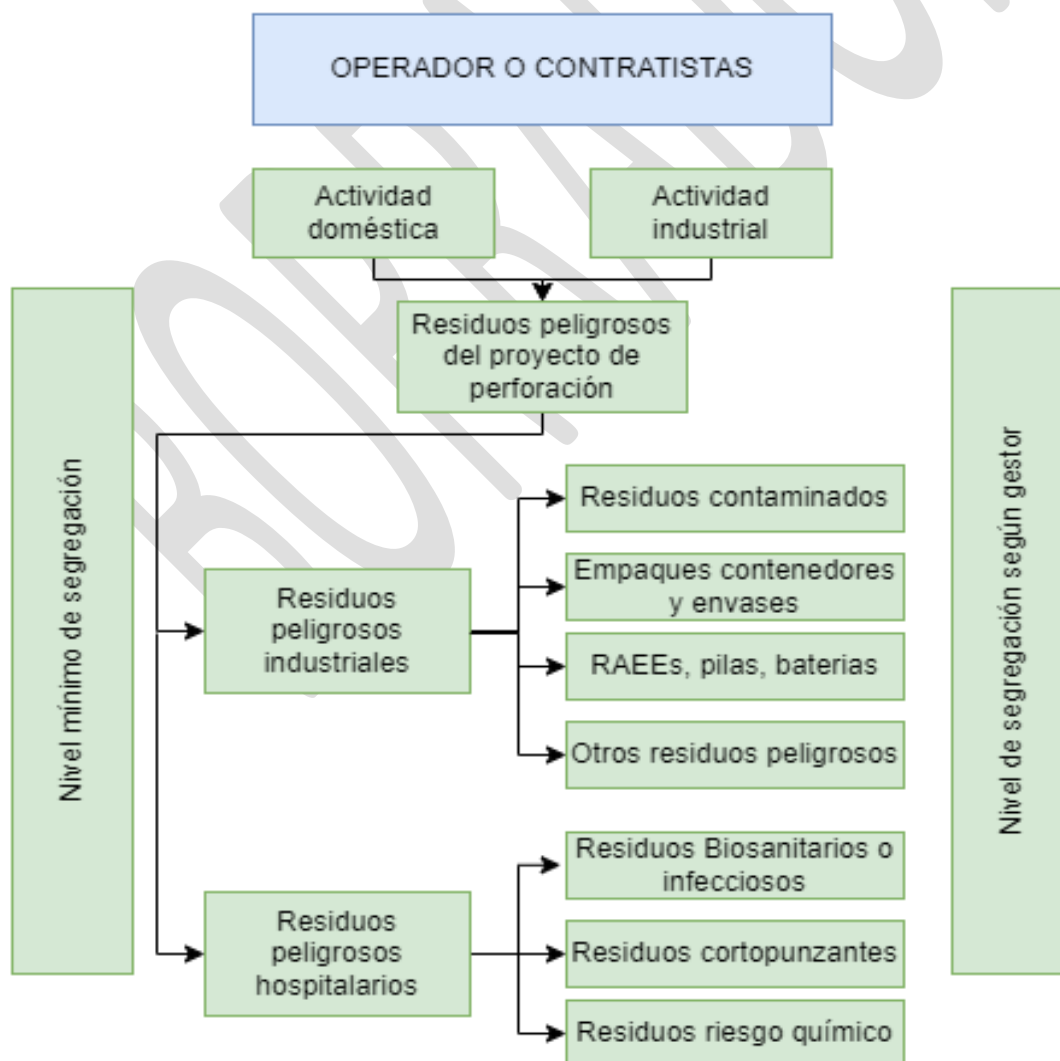 OPERADOR O CONTRATISTAS
Actividad
doméstica
Actividad
industrial
Residuos peligrosos
del proyecto de
perforación
Nivel mínimo de segregación
Residuos
peligrosos
industriales
Residuos contaminados
Empaques contenedores
y envases
RAEEs, pilas, baterias
Otros residuos peligrosos
Residuos
peligrosos
hospitalarios
Residuos Biosanitarios o
infecciosos
Residuos cortopunzantes
Residuos riesgo químico
Nivel de segregación según gestor
BORRADOR